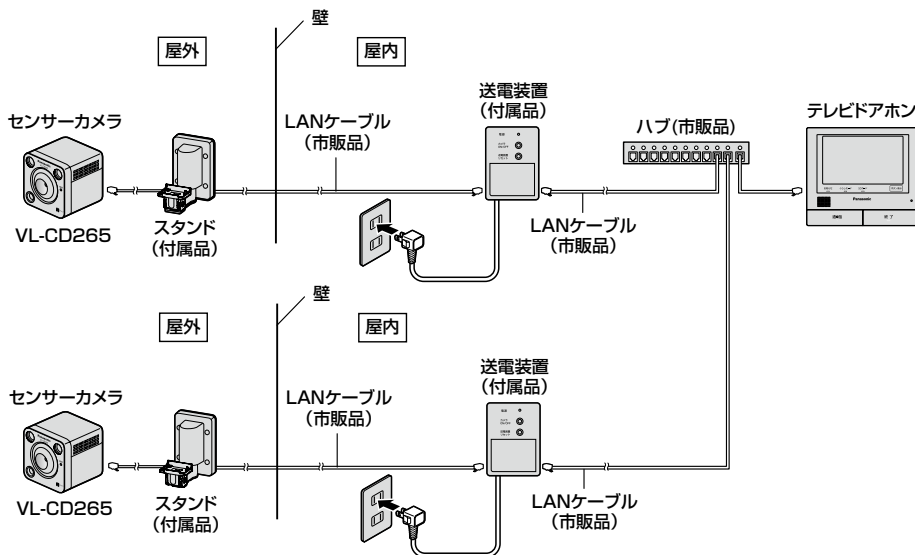 壁
屋外
屋内
送電装置
(付属品)
センサーカメラ
LANケーブル
(市販品)
ハブ(市販品)
テレビドアホン
Panasonic
終了
VL-CD265
スタンド
(付属品)
LANケーブル
(市販品)
壁
屋外
屋内
送電装置
(付属品)
センサーカメラ
LANケーブル
(市販品)
VL-CD265
スタンド
(付属品)
LANケーブル
(市販品)